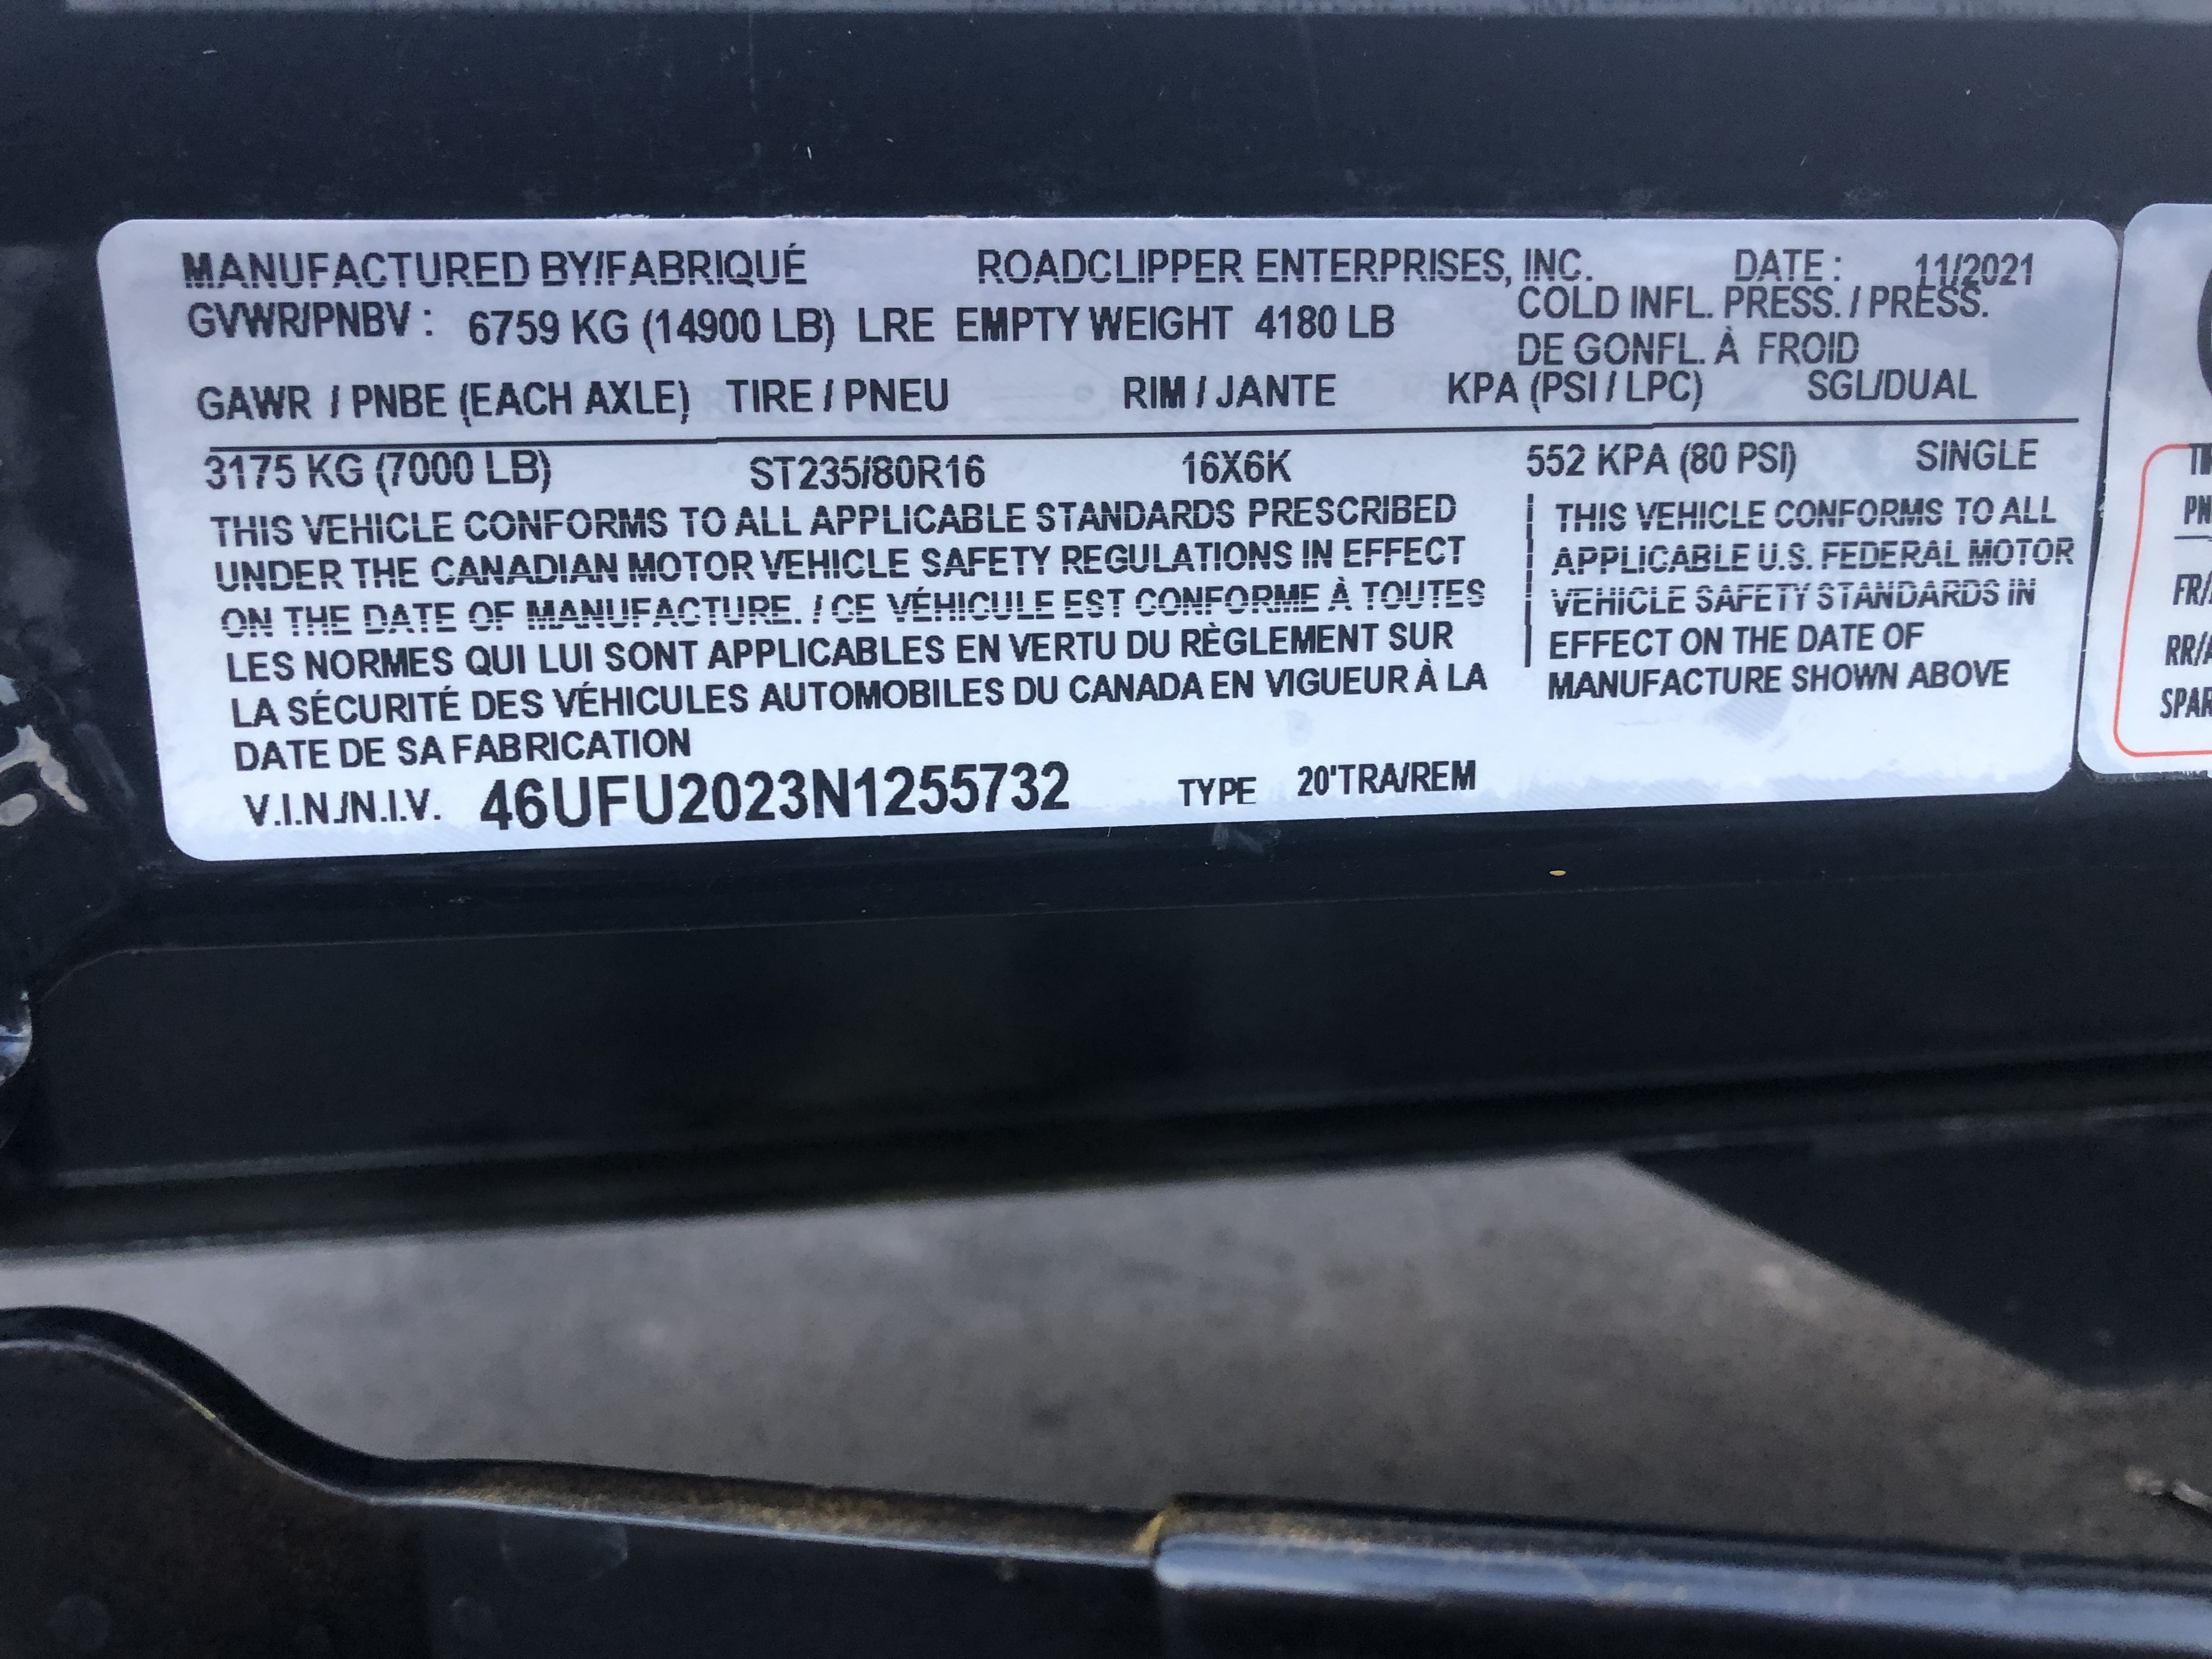 MANUFACTURED BY/FABRIQUÉ ROADCLIPPER ENTERPRISES, INC. DATE : 11/2021
GVWR/PNBV : 6759 KG (14900 LB) LRE EMPTY WEIGHT 4180 LB COLD INFL. PRESS. / PRESS.
DE GONFL. À FROID
GAWR / PNBE (EACH AXLE) TIRE / PNEU RIM / JANTE KPA (PSI / LPC) SGL/DUAL
3175 KG (7000 LB) ST235/80R16 16X6K 552 KPA (80 PSI) SINGLE
THIS VEHICLE CONFORMS TO ALL APPLICABLE STANDARDS PRESCRIBED
UNDER THE CANADIAN MOTOR VEHICLE SAFETY REGULATIONS IN EFFECT
ON THE DATE OF MANUFACTURE. / CE VÉHICULE EST CONFORME À TOUTES
LES NORMES QUI LUI SONT APPLICABLES EN VERTU DU RÈGLEMENT SUR
LA SÉCURITÉ DES VÉHICULES AUTOMOBILES DU CANADA EN VIGUEUR À LA
DATE DE SA FABRICATION
THIS VEHICLE CONFORMS TO ALL
APPLICABLE U.S. FEDERAL MOTOR
VEHICLE SAFETY STANDARDS IN
EFFECT ON THE DATE OF
MANUFACTURE SHOWN ABOVE
V.I.N./N.I.V. 46UFU2023N1255732 TYPE 20'TRA/REM
FR/
RR/